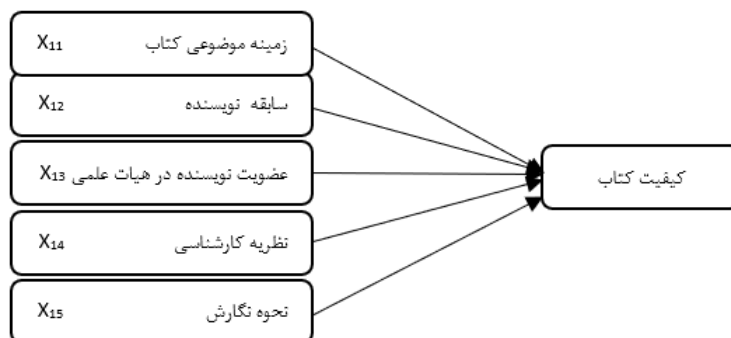 زمینه موضوعی کتاب X11
سابقه نویسنده X12
عضویت نویسنده در هیات علمی X13
نظریه کارشناسی X14
نحوه نگارش X15
کیفیت کتاب